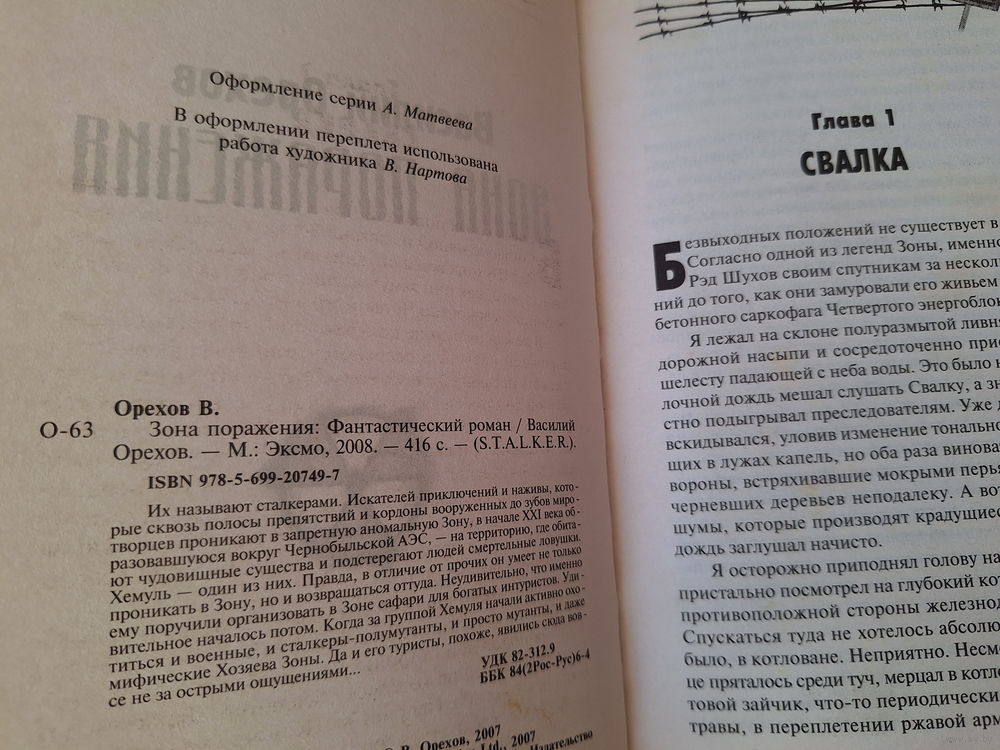 Оформление серии А. Матвеева
В оформлении переплета использована
работа художника В. Нартова
Орехов В.
О-63 Зона поражения: Фантастический роман / Василий
Орехов. — М.: Эксмо, 2008. — 416 с. — (S.T.A.L.K.E.R.).
ISBN 978-5-699-20749-7
Их называют сталкерами. Искателей приключений и наживы, кото-
рые сквозь полосы препятствий и кордоны вооруженных до зубов миро-
творцев проникают в запретную аномальную Зону, в начале XXI века об-
разовавшуюся вокруг Чернобыльской АЭС, — на территорию, где обита-
ют чудовищные существа и подстерегают людей смертельные ловушки.
Хемуль — один из них. Правда, в отличие от прочих он умеет не только
проникать в Зону, но и возвращаться оттуда. Неудивительно, что именно
ему поручили организовать в Зоне сафари для богатых интуристов. Уди-
вительное началось потом. Когда за группой Хемуля начали активно охо-
титься и военные, и сталкеры-полумутанты, и просто мутанты, и даже
мифические Хозяева Зоны. Да и его туристы, похоже, явились сюда вов-
се не за острыми ощущениями...
УДК 82-312.9
ББК 84(2Рос-Рус)6-4
В. Орехов, 2007
Ltd., 2007
Издательство
Глава 1
СВАЛКА
Безвыходных положений не существует в
Согласно одной из легенд Зоны, именно
Рэд Шухов своим спутникам за несколь
ний до того, как они замуровали его живьем
бетонного саркофага Четвертого энергоблок
Я лежал на склоне полуразмытой ливня
дорожной насыпи и сосредоточенно прис
шелесту падающей с неба воды. Это было н
лочной дождь мешал слушать Свалку, а зн
стно подыгрывал преследователям. Уже д
вскидывался, уловив изменение тонально
щих в лужах капель, но оба раза виноват
вороны, встряхивавшие мокрыми перья
черневших деревьев неподалеку. А вот
шумы, которые производят крадущиес
дождь заглушал начисто.
Я осторожно приподнял голову на
пристально посмотрел на глубокий кот
противоположной стороны железнод
Спускаться туда не хотелось абсолю
было, в котловане. Неприятно. Несм
це пряталось среди туч, мерцал в котло
товой зайчик, что-то периодически
травы, в переплетении ржавой арм